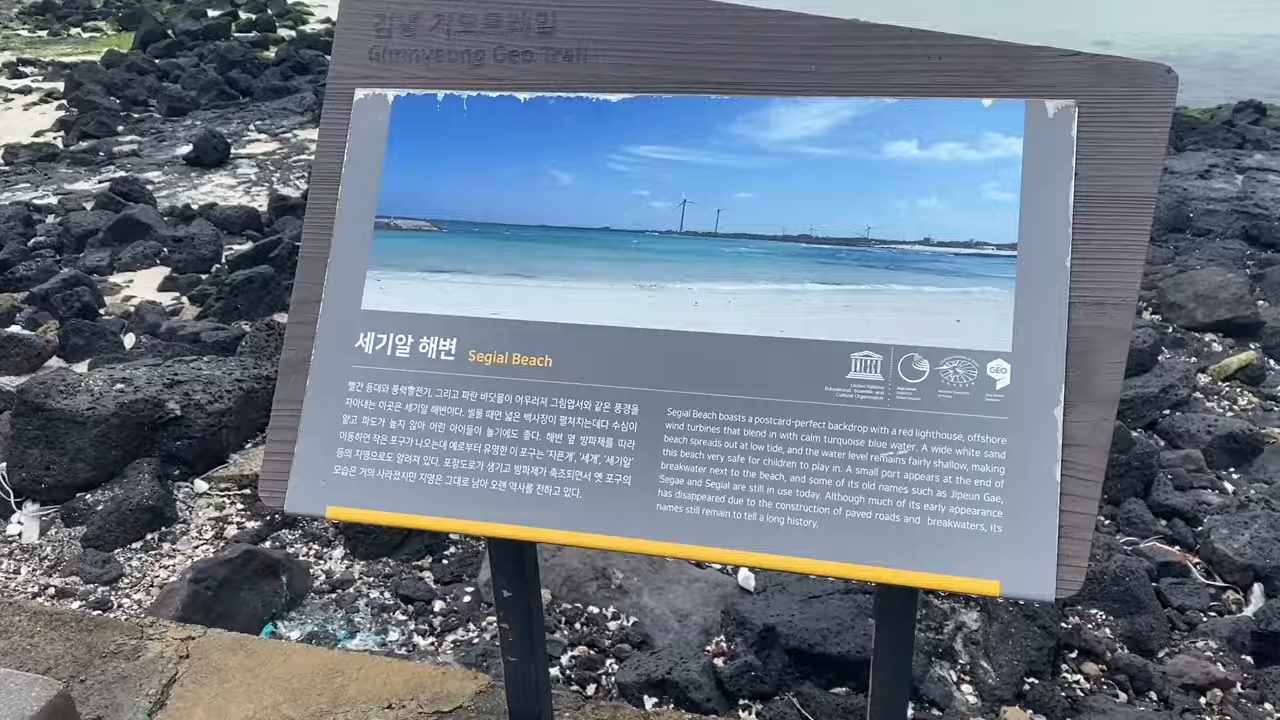 김녕 지오트레일
Gimnyeong Geo Trail
세기알 해변 Segial Beach
United Nations
Educational, Scientific and
Cultural Organization
GEO
빨간 등대와 풍력발전기, 그리고 파란 바닷물이 어우러져 그림엽서와 같은 풍경을
자아내는 이곳은 세기알 해변이다. 썰물 때면 넓은 백사장이 펼쳐지는데다 수심이
얕고 파도가 높지 않아 어린 아이들이 놀기에도 좋다. 해변 옆 방파제를 따라
이동하면 작은 포구가 나오는데 예로부터 유명한 이 포구는 '지픈개', '세개', '세기알'
등의 지명으로도 알려져 있다. 포장도로가 생기고 방파제가 축조되면서 옛 포구의
모습은 거의 사라졌지만 지명은 그대로 남아 오랜 역사를 전하고 있다.
Segial Beach boasts a postcard-perfect backdrop with a red lighthouse, offshore
wind turbines that blend in with calm turquoise blue water. A wide white sand
beach spreads out at low tide, and the water level remains fairly shallow, making
this beach very safe for children to play in. A small port appears at the end of
breakwater next to the beach, and some of its old names such as Jipeun Gae,
Segae and Segial are still in use today. Although much of its early appearance
has disappeared due to the construction of paved roads and breakwaters, its
names still remain to tell a long history.